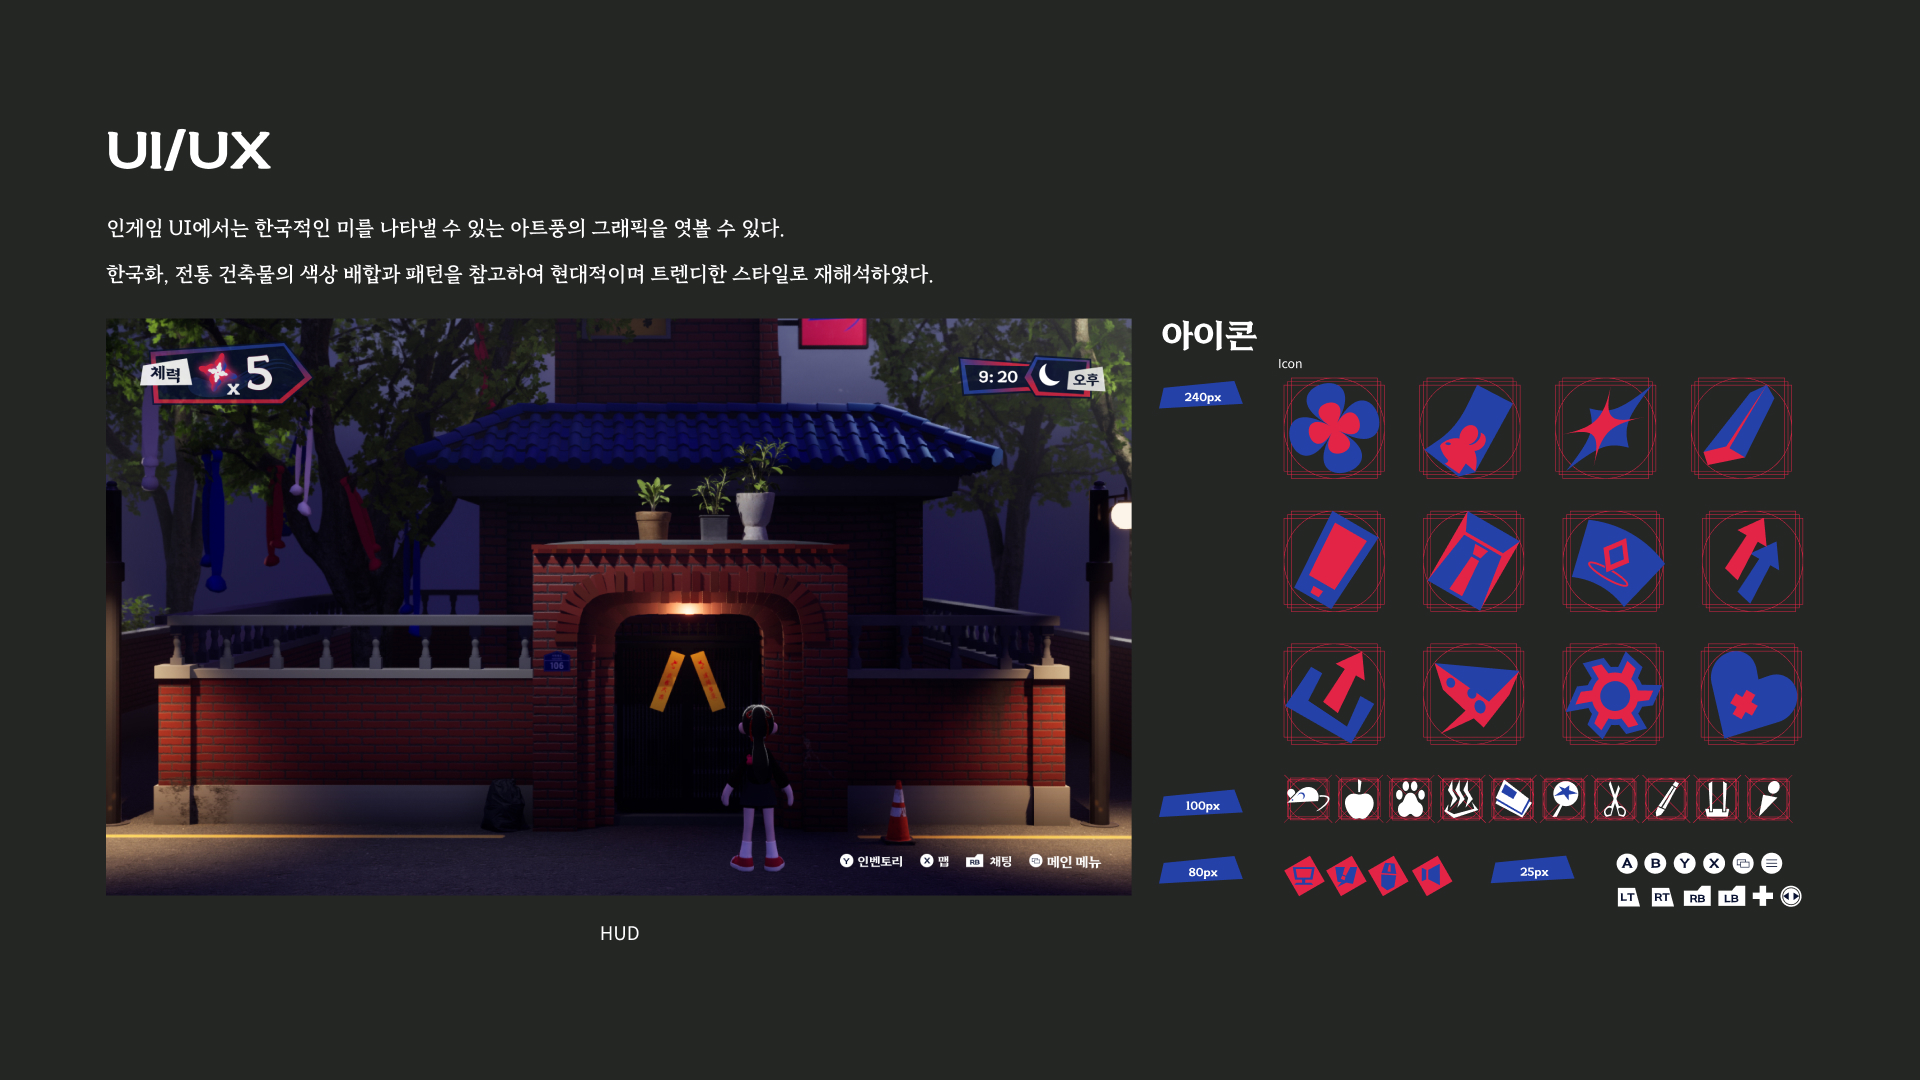 UI/UX
인게임 UI에서는 한국적인 미를 나타낼 수 있는 아트풍의 그래픽을 엿볼 수 있다.
한국화, 전통 건축물의 색상 배합과 패턴을 참고하여 현대적이며 트렌디한 스타일로 재해석하였다.
체력 x 5
9:20 오후
106
Y 인벤토리 X 맵 RB 채팅 메인 메뉴
HUD
아이콘
Icon
240px
100px
80px
25px
A B Y X
LT RT RB LB